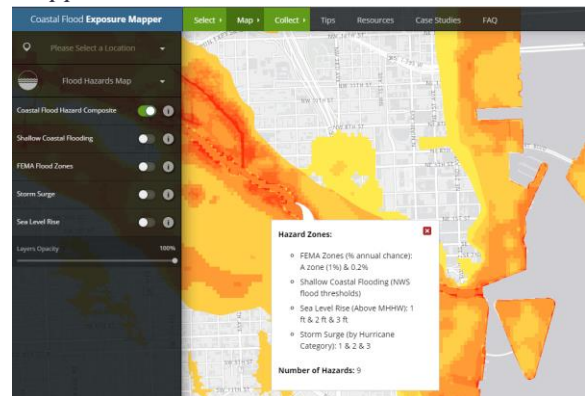 Coastal Flood Exposure Mapper
Select
Map
Collect
Tips
Resources
Case Studies
FAQ
Please Select a Location
Flood Hazards Map
Coastal Flood Hazard Composite
Shallow Coastal Flooding
FEMA Flood Zones
Storm Surge
Sea Level Rise
Layers Opacity
100%
NW 11TH ST
Hazard Zones:
FEMA Zones (% annual chance):
A zone (1%) & 0.2%
Shallow Coastal Flooding (NWS
flood thresholds)
Sea Level Rise (Above MHHW): 1
ft & 2 ft & 3 ft
Storm Surge (by Hurricane
Category): 1 & 2 & 3
Number of Hazards: 9